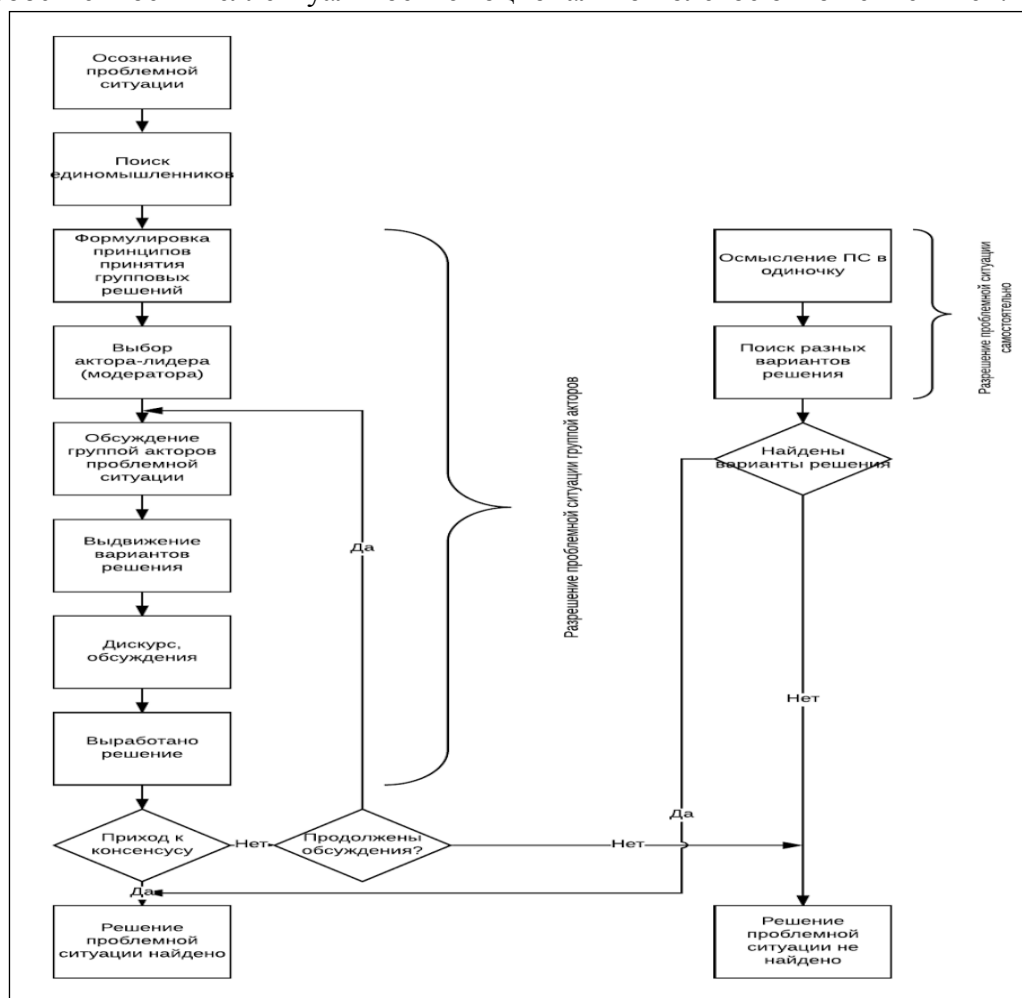 Осознание
проблемной
ситуации
Поиск
единомышленников
Формулировка
принципов
принятия
групповых
решений
Выбор
актора-лидера
(модератора)
Обсуждение
группой акторов
проблемной
ситуации
Выдвижение
вариантов
решения
Дискурс,
обсуждения
Выработано
решение
Приход к
консенсусу
Нет
Продолжены
обсуждения?
Да
Нет
Да
Решение
проблемной
ситуации найдено
Разрешение проблемной ситуации группой акторов
Осмысление ПС в
одиночку
Поиск разных
вариантов
решения
Разрешение проблемной ситуации
самостоятельно
Найдены
варианты решения
Да
Нет
Решение
проблемной
ситуации не
найдено